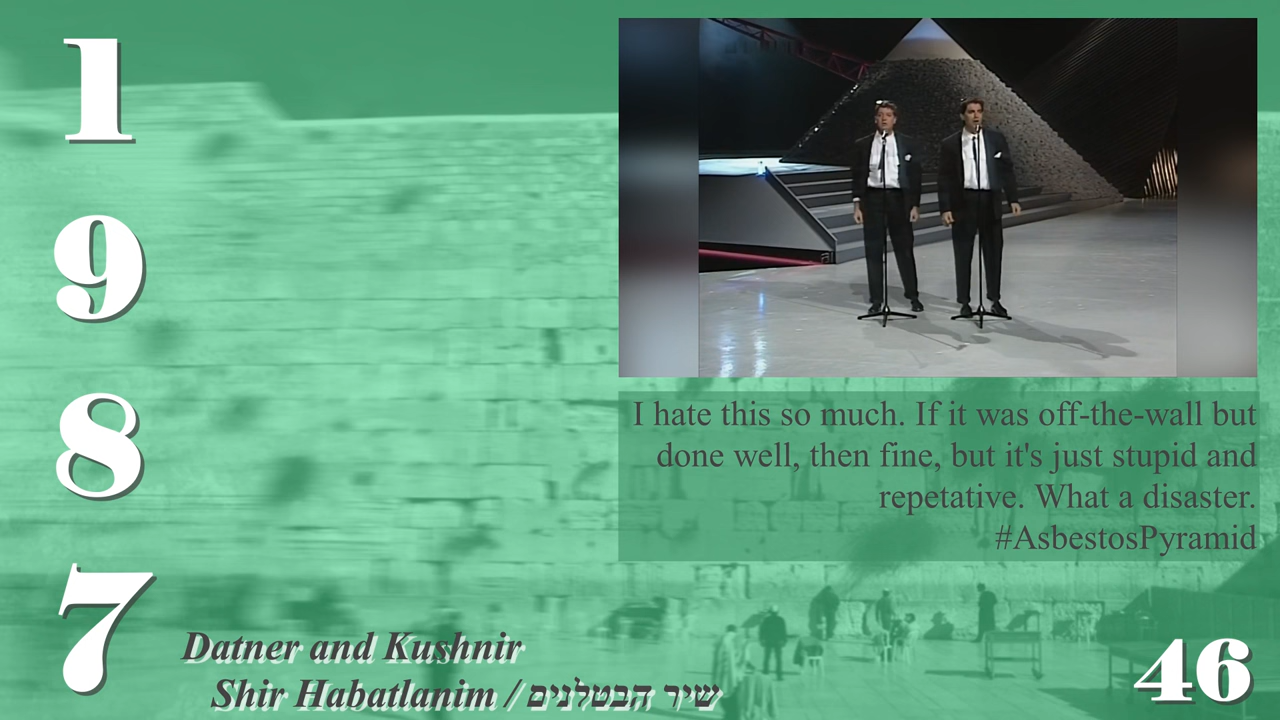 1
9
8
7
I hate this so much. If it was off-the-wall but
done well, then fine, but it's just stupid and
repetative. What a disaster.
#AsbestosPyramid
Datner and Kushnir
Shir Habatlanim / שיר הבטלנים
46